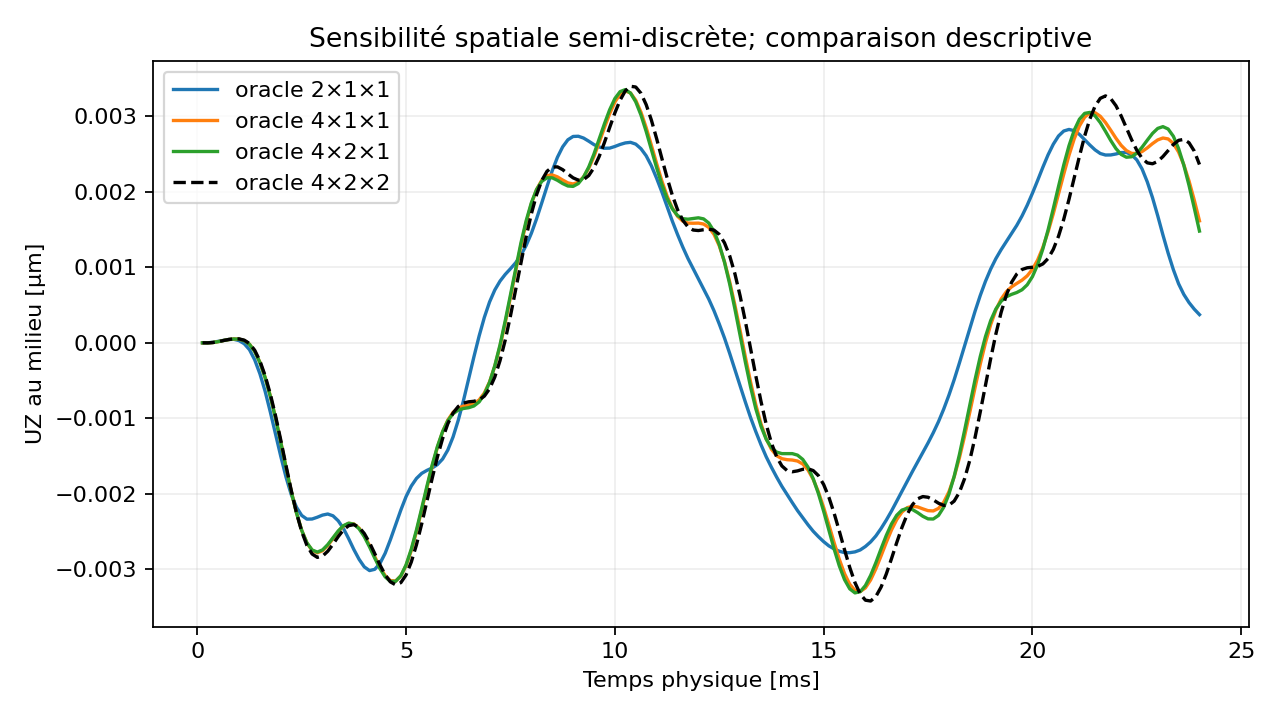 Sensibilité spatiale semi-discrète; comparaison descriptive
oracle 2×1×1
oracle 4×1×1
oracle 4×2×1
oracle 4×2×2
UZ au milieu [µm]
0.003
0.002
0.001
0.000
−0.001
−0.002
−0.003
0
5
10
15
20
25
Temps physique [ms]